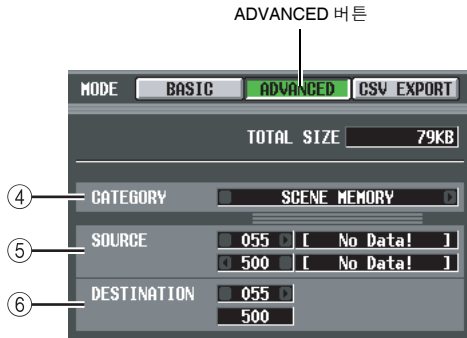 ADVANCED 버튼
MODE BASIC ADVANCED CSV EXPORT
TOTAL SIZE 79KB
④ CATEGORY SCENE MEMORY
⑤ SOURCE 055 [ No Data! ]
500 [ No Data! ]
⑥ DESTINATION 055
500